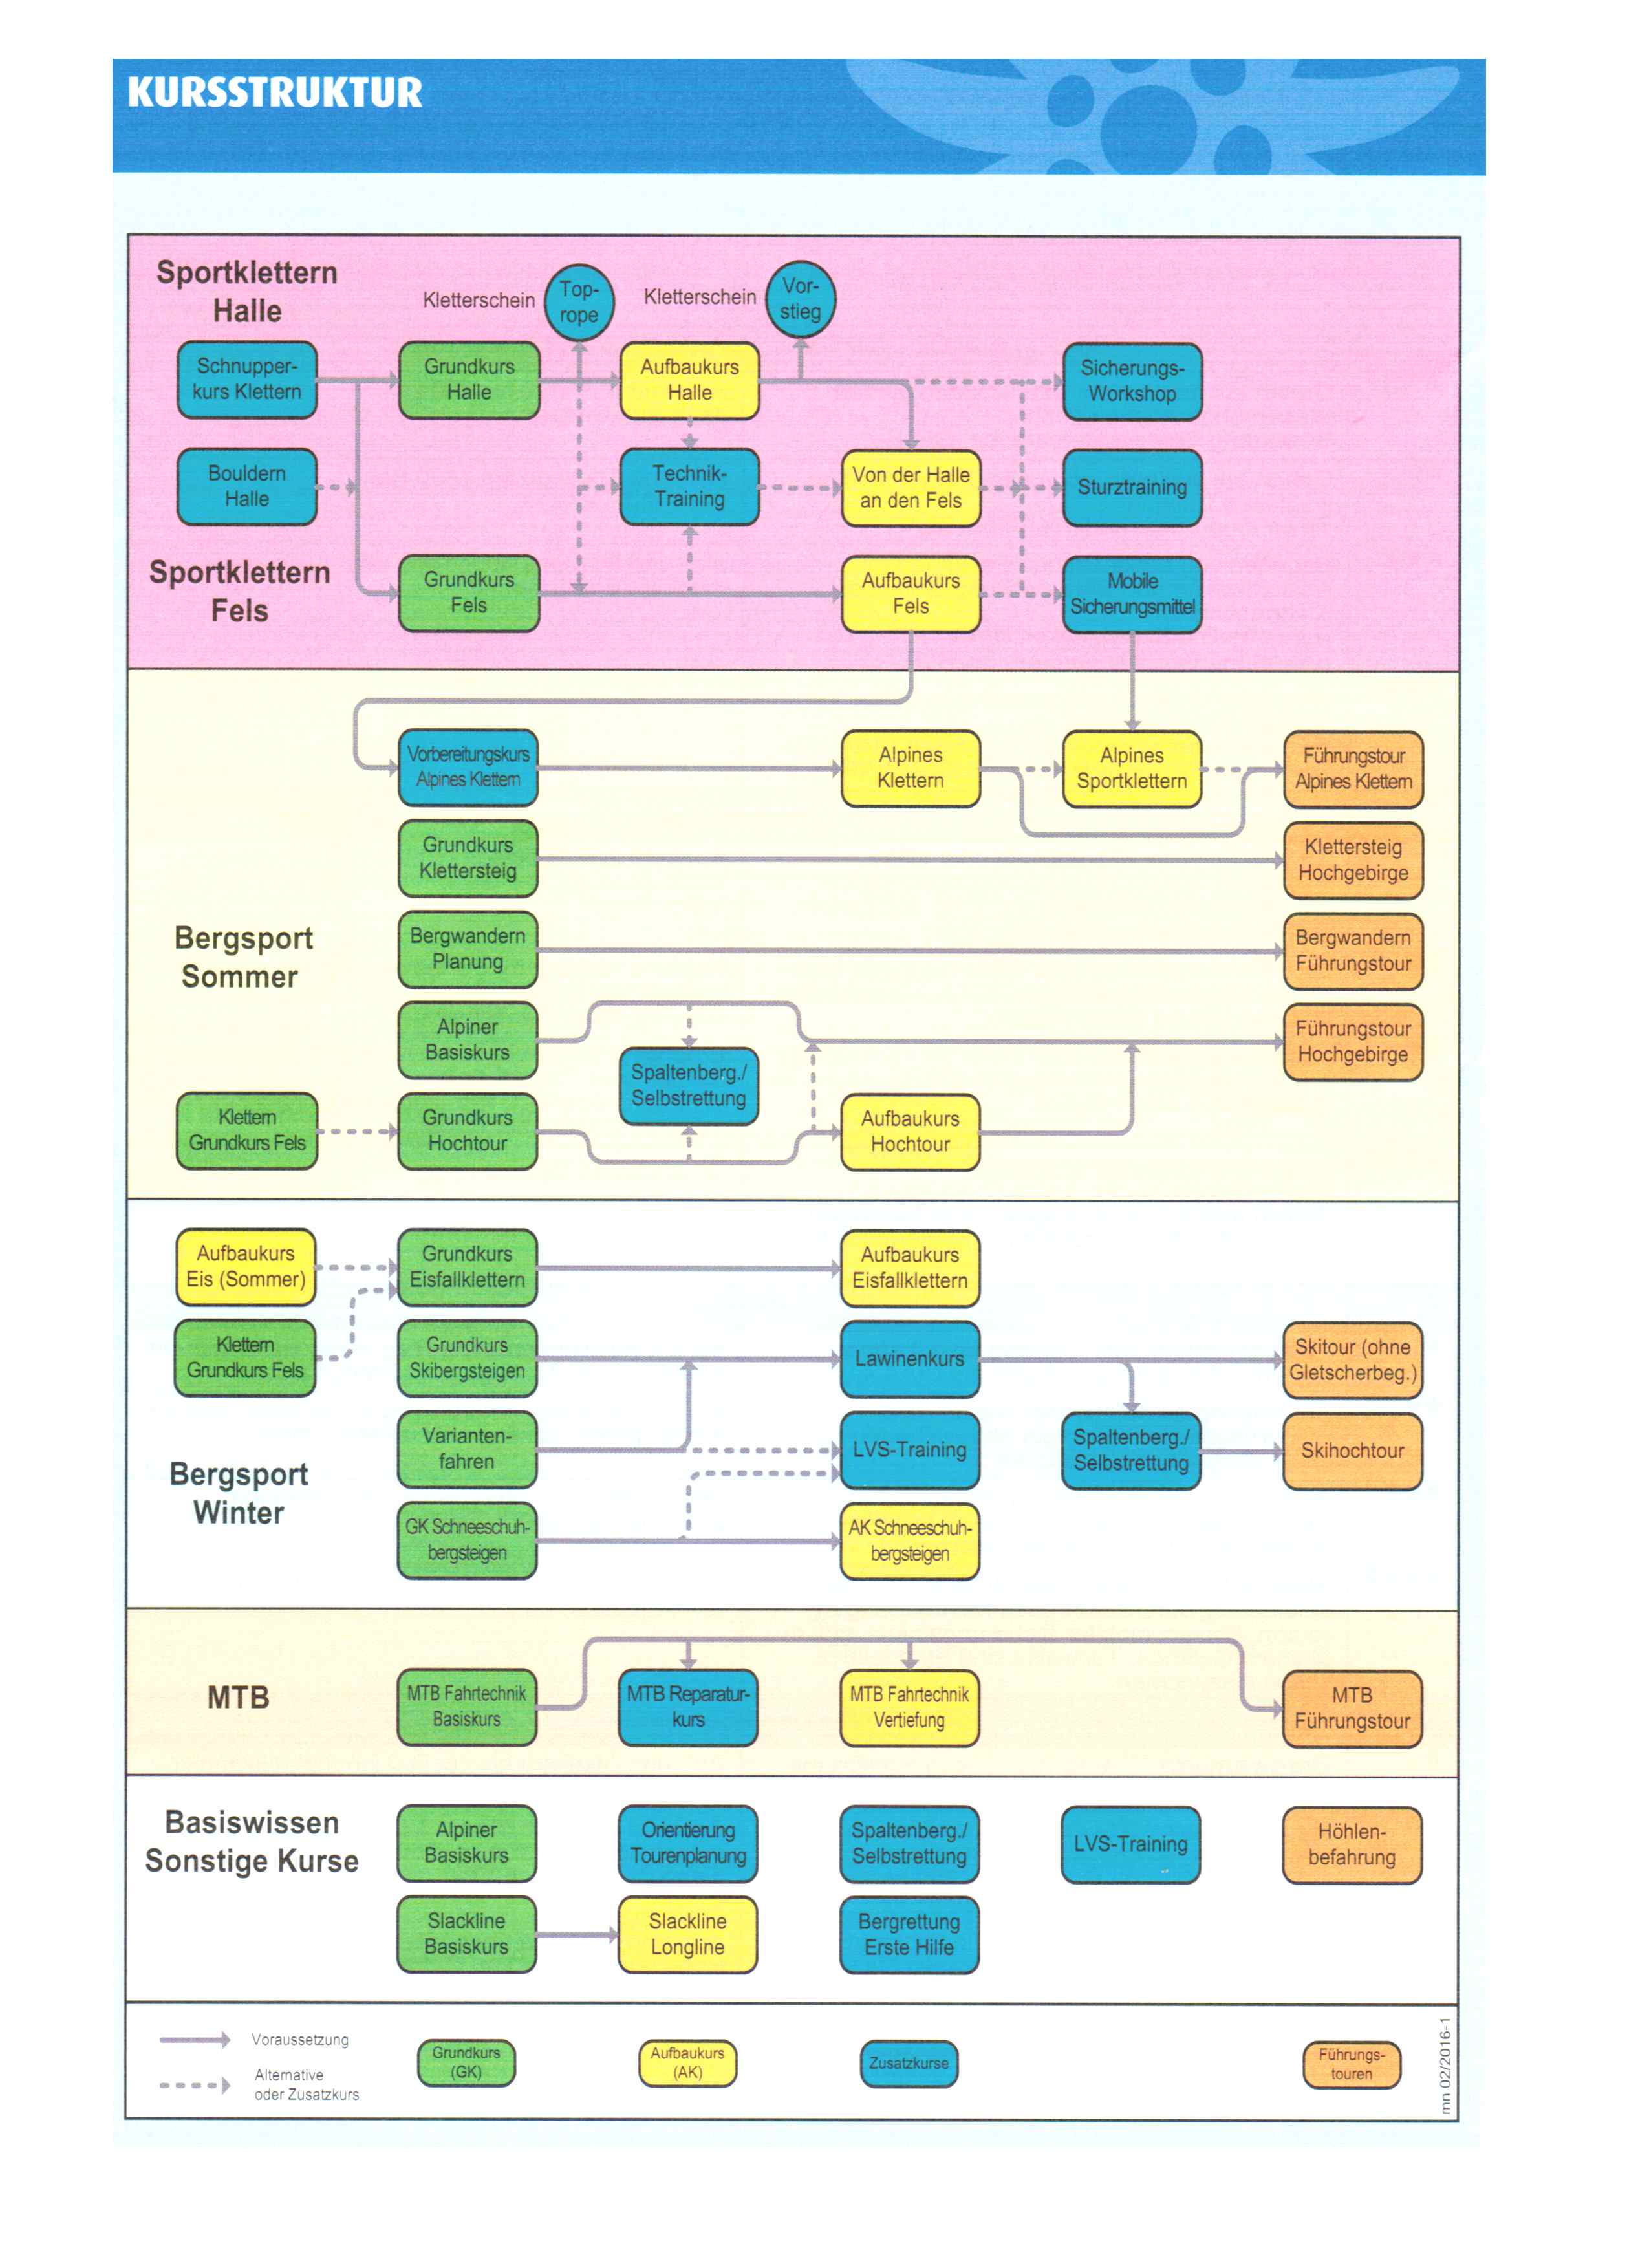 KURSSTRUKTUR
Sportklettern
Halle
Kletterschein
Top-
rope
Kletterschein
Vor-
stieg
Schnupper-
kurs Klettern
Grundkurs
Halle
Aufbaukurs
Halle
Sicherungs-
Workshop
Bouldern
Halle
Technik-
Training
Von der Halle
an den Fels
Sturztraining
Sportklettern
Fels
Grundkurs
Fels
Aufbaukurs
Fels
Mobile
Sicherungsmittel
Vorbereitungskurs
Alpines Klettern
Alpines
Klettern
Alpines
Sportklettern
Führungstour
Alpines Klettern
Grundkurs
Klettersteig
Klettersteig
Hochgebirge
Bergsport
Sommer
Bergwandern
Planung
Bergwandern
Führungstour
Alpiner
Basiskurs
Spaltenberg./
Selbstrettung
Führungstour
Hochgebirge
Klettern
Grundkurs Fels
Grundkurs
Hochtour
Aufbaukurs
Hochtour
Aufbaukurs
Eis (Sommer)
Grundkurs
Eisfallklettern
Aufbaukurs
Eisfallklettern
Klettern
Grundkurs Fels
Grundkurs
Skibergsteigen
Lawinenkurs
Skitour (ohne
Gletscherbeg.)
Bergsport
Winter
Varianten-
fahren
LVS-Training
Spaltenberg./
Selbstrettung
Skihochtour
GK Schneeschuh-
bergsteigen
AK Schneeschuh-
bergsteigen
MTB
MTB Fahrtechnik
Basiskurs
MTB Reparatur-
kurs
MTB Fahrtechnik
Vertiefung
MTB
Führungstour
Basiswissen
Sonstige Kurse
Alpiner
Basiskurs
Orientierung
Tourenplanung
Spaltenberg./
Selbstrettung
LVS-Training
Höhlen-
befahrung
Slackline
Basiskurs
Slackline
Longline
Bergrettung
Erste Hilfe
Voraussetzung
Alternative
oder Zusatzkurs
Grundkurs
(GK)
Aufbaukurs
(AK)
Zusatzkurse
Führungs-
touren
mn 02/2016-1